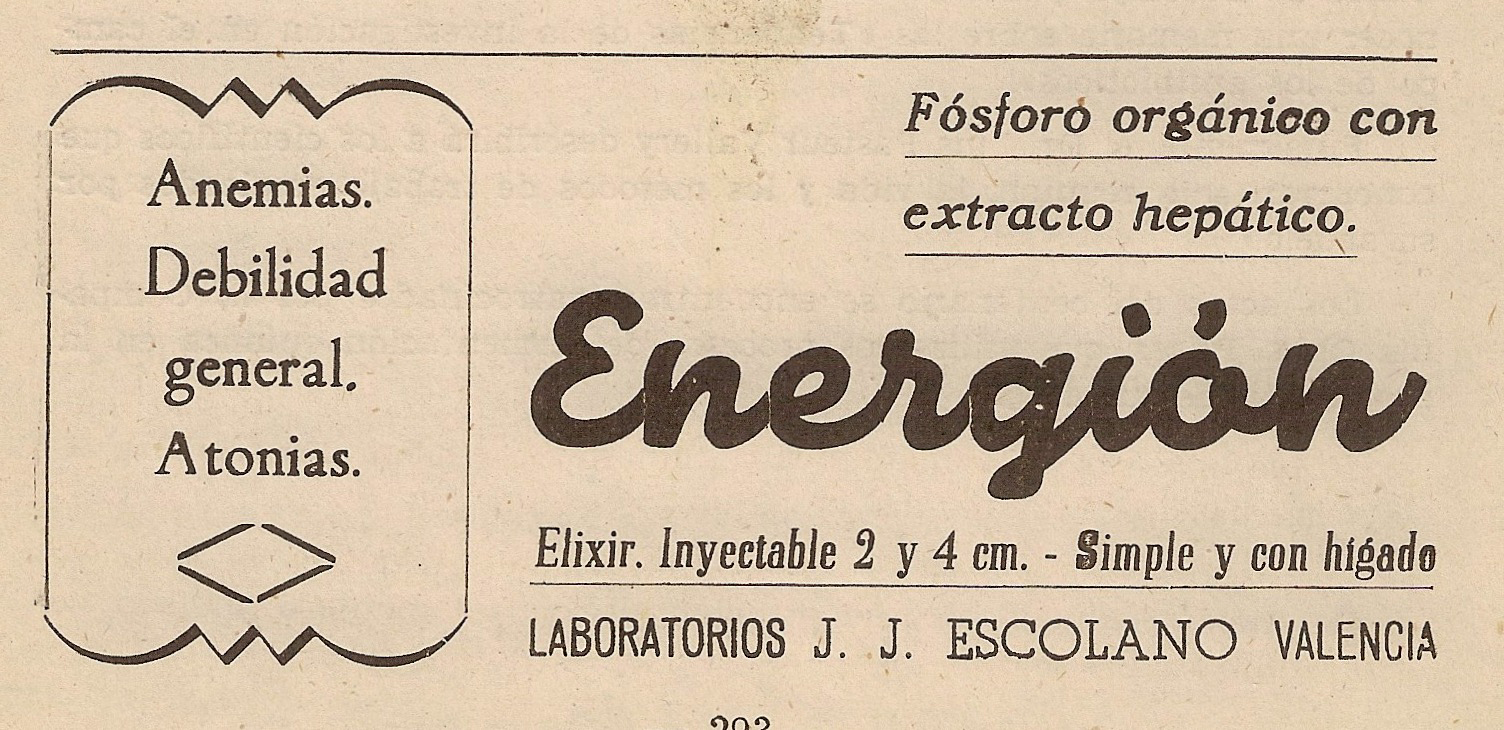 Anemias.
Debilidad
general.
Atonias.
Fósforo orgánico con
extracto hepático.
Energión
Elixir. Inyectable 2 y 4 cm. - Simple y con hígado
LABORATORIOS J. J. ESCOLANO VALENCIA